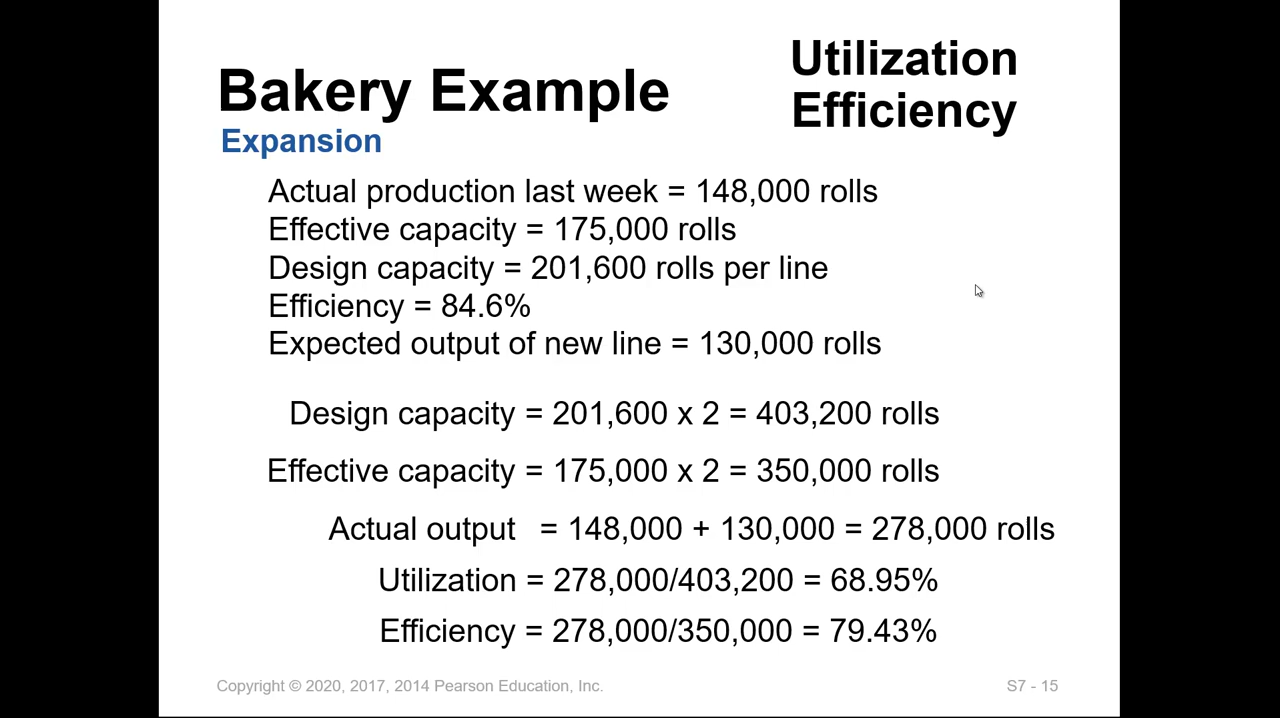 Bakery Example
Utilization
Efficiency
Expansion
Actual production last week = 148,000 rolls
Effective capacity = 175,000 rolls
Design capacity = 201,600 rolls per line
Efficiency = 84.6%
Expected output of new line = 130,000 rolls
Design capacity = 201,600 x 2 = 403,200 rolls
Effective capacity = 175,000 x 2 = 350,000 rolls
Actual output = 148,000 + 130,000 = 278,000 rolls
Utilization = 278,000/403,200 = 68.95%
Efficiency = 278,000/350,000 = 79.43%
Copyright © 2020, 2017, 2014 Pearson Education, Inc.
S7 - 15